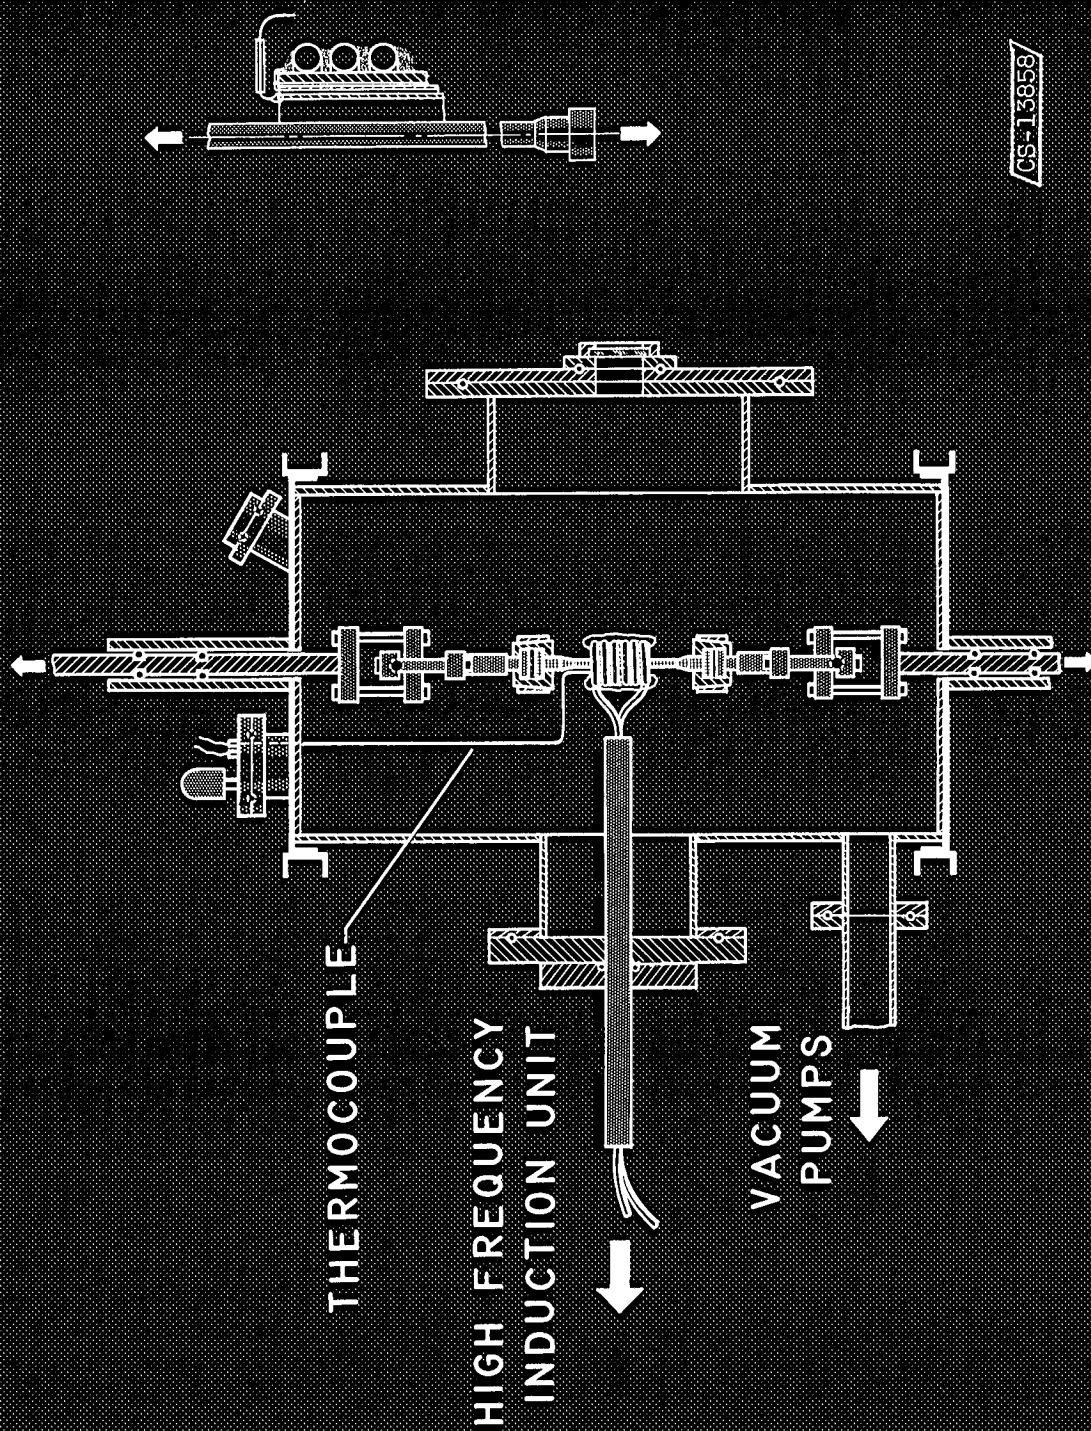 CS-13858
THERMOCOUPLE
HIGH FREQUENCY
INDUCTION UNIT
VACUUM
PUMPS